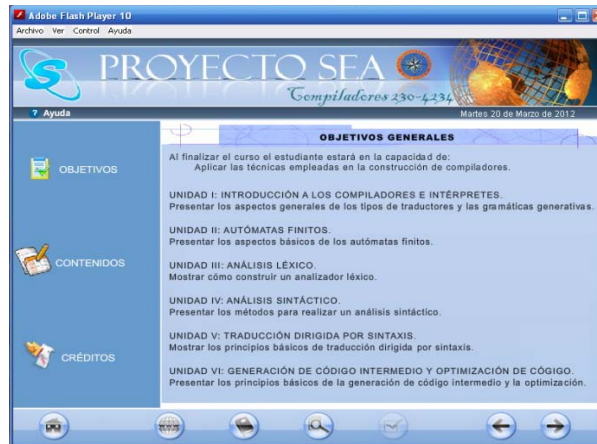 Adobe Flash Player 10
Archivo Ver Control Ayuda
PROYECTO SEA
Compiladores 230-4234
? Ayuda
Martes 20 de Marzo de 2012
OBJETIVOS
CONTENIDOS
CRÉDITOS
OBJETIVOS GENERALES
Al finalizar el curso el estudiante estará en la capacidad de:
Aplicar las técnicas empleadas en la construcción de compiladores.
UNIDAD I: INTRODUCCIÓN A LOS COMPILADORES E INTÉRPRETES.
Presentar los aspectos generales de los tipos de traductores y las gramáticas generativas.
UNIDAD II: AUTÓMATAS FINITOS.
Presentar los aspectos básicos de los autómatas finitos.
UNIDAD III: ANÁLISIS LÉXICO.
Mostrar cómo construir un analizador léxico.
UNIDAD IV: ANÁLISIS SINTÁCTICO.
Presentar los métodos para realizar un análisis sintáctico.
UNIDAD V: TRADUCCIÓN DIRIGIDA POR SINTAXIS.
Mostrar los principios básicos de traducción dirigida por sintaxis.
UNIDAD VI: GENERACIÓN DE CÓDIGO INTERMEDIO Y OPTIMIZACIÓN DE CÓGIGO.
Presentar los principios básicos de la generación de código intermedio y la optimización.